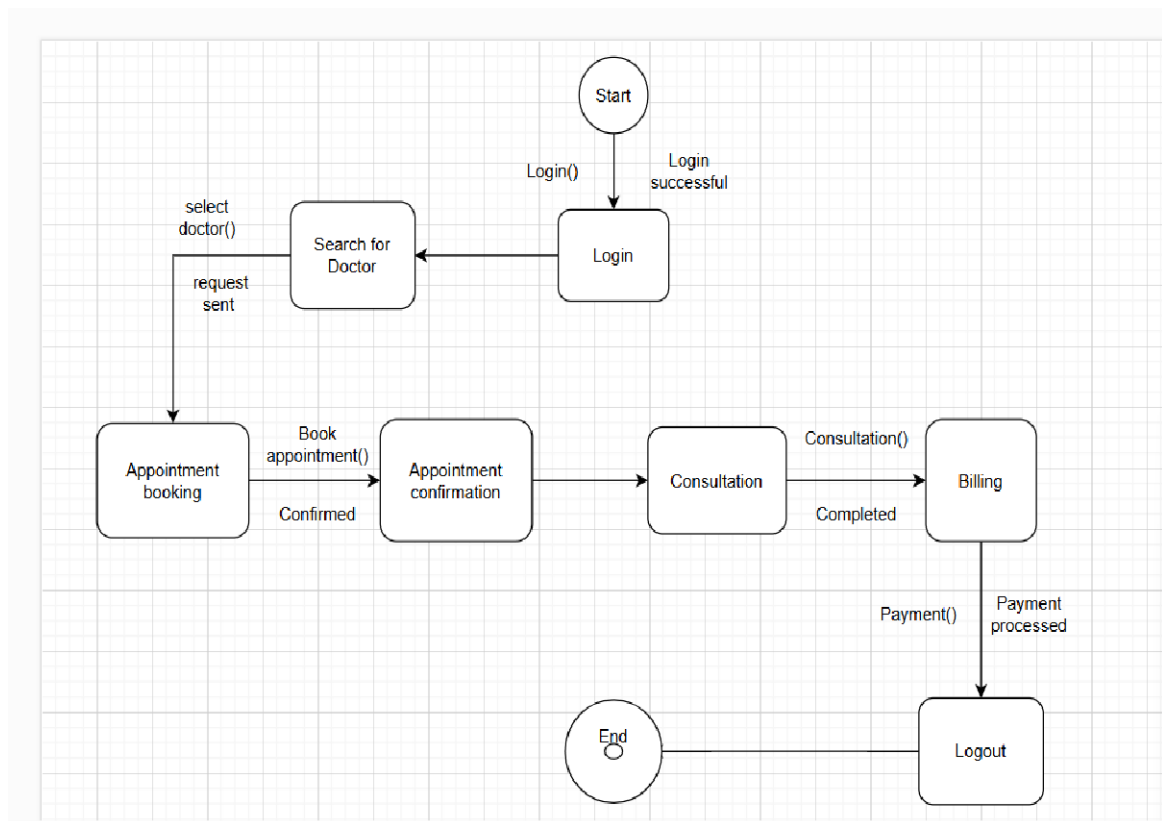 Start
Login()
Login
successful
Login
Search for
Doctor
select
doctor()
request
sent
Appointment
booking
Book
appointment()
Confirmed
Appointment
confirmation
Consultation
Consultation()
Completed
Billing
Payment()
Payment
processed
Logout
End